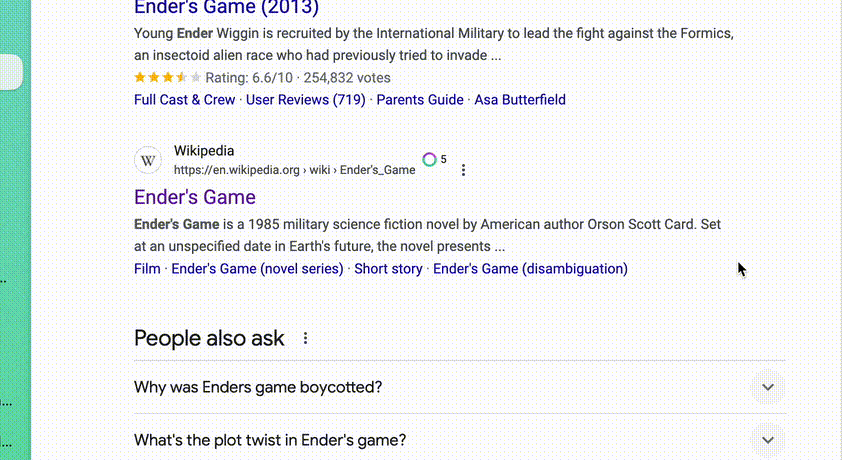 Ender's Game (2013)
Young Ender Wiggin is recruited by the International Military to lead the fight against the Formics,
an insectoid alien race who had previously tried to invade ...
Rating: 6.6/10 · 254,832 votes
Full Cast & Crew · User Reviews (719) · Parents Guide · Asa Butterfield
W
Wikipedia
https://en.wikipedia.org › wiki › Ender's_Game
5
Ender's Game
Ender's Game is a 1985 military science fiction novel by American author Orson Scott Card. Set
at an unspecified date in Earth's future, the novel presents ...
Film · Ender's Game (novel series) · Short story · Ender's Game (disambiguation)
People also ask
Why was Enders game boycotted?
What's the plot twist in Ender's game?